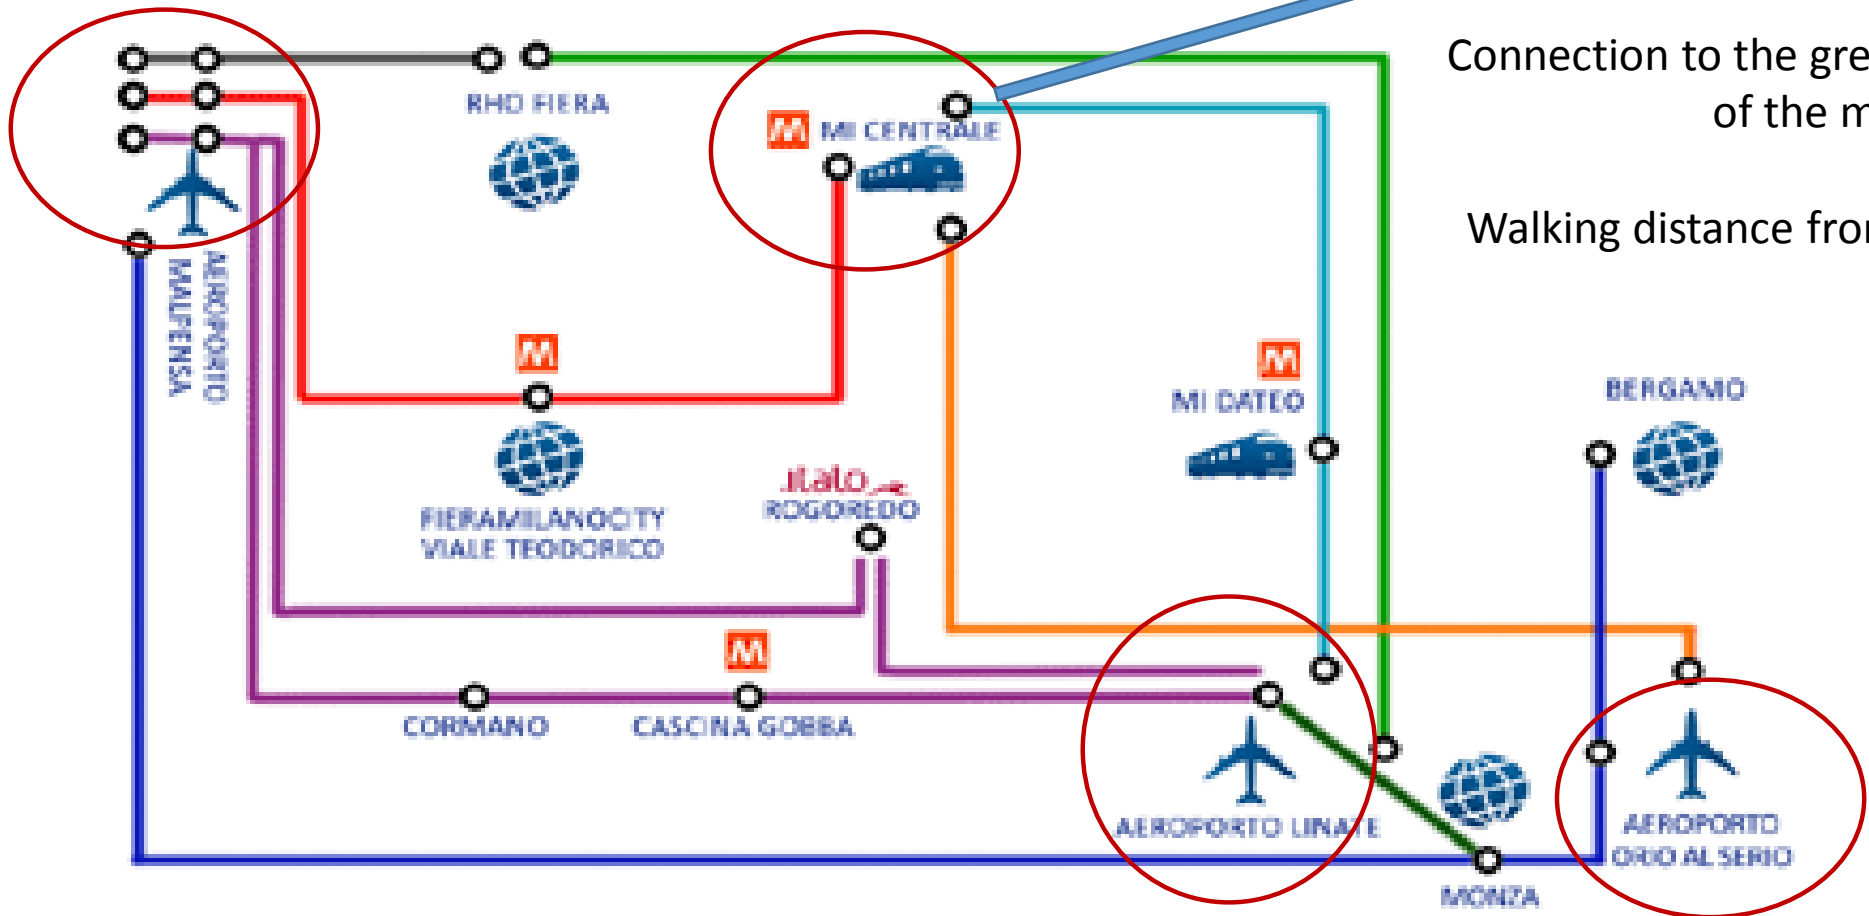 Connection to the gre
of the m
Walking distance fron
RHO FIERA
M MI CENTRALE
AEROPORTO
MALPENSA
M
M
MI DATEO
BERGAMO
FIERAMILANOCITY
VIALE TEODORICO
.italo
ROGOREDO
M
CORMANO
CASCINA GOBBA
AEROPORTO LINATE
AEROPORTO
ORIO AL SERIO
MONZA